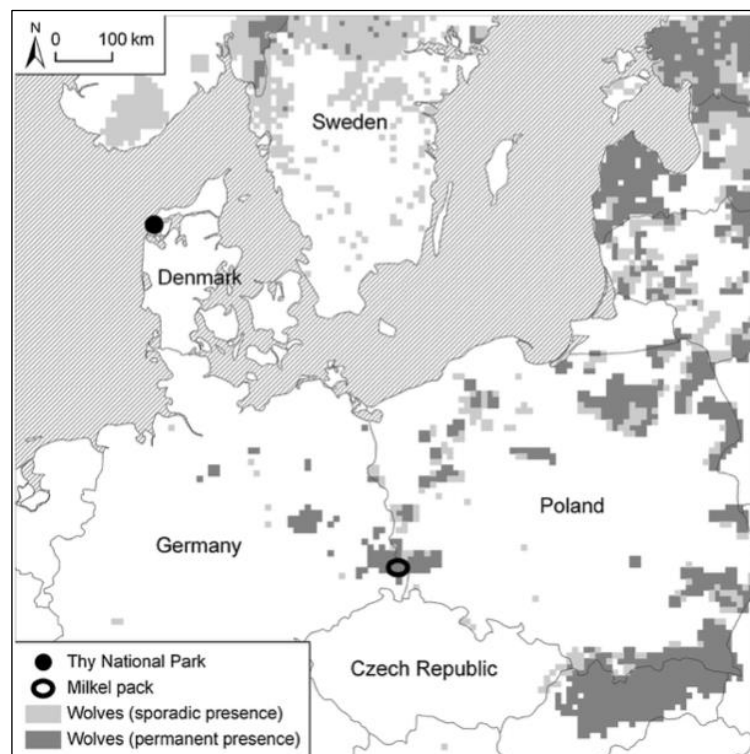 N
0 100 km
Sweden
Denmark
Poland
Germany
Czech Republic
Thy National Park
Milkel pack
Wolves (sporadic presence)
Wolves (permanent presence)